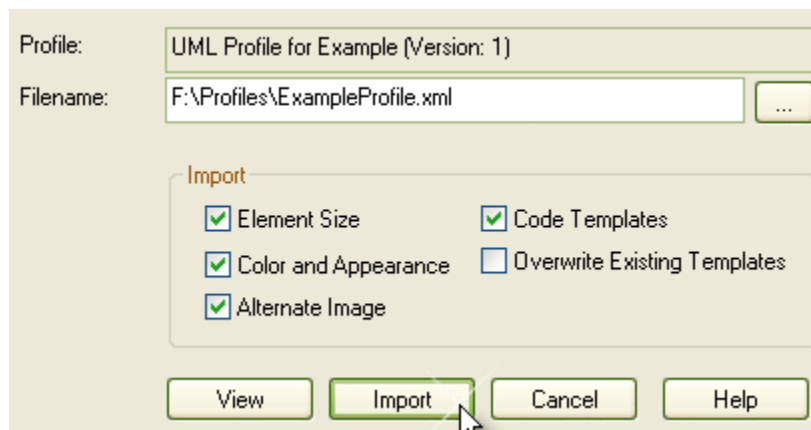 Profile: UML Profile for Example (Version: 1)
Filename: F:\Profiles\ExampleProfile.xml ...
Import
Element Size Code Templates
Color and Appearance Overwrite Existing Templates
Alternate Image
View Import Cancel Help